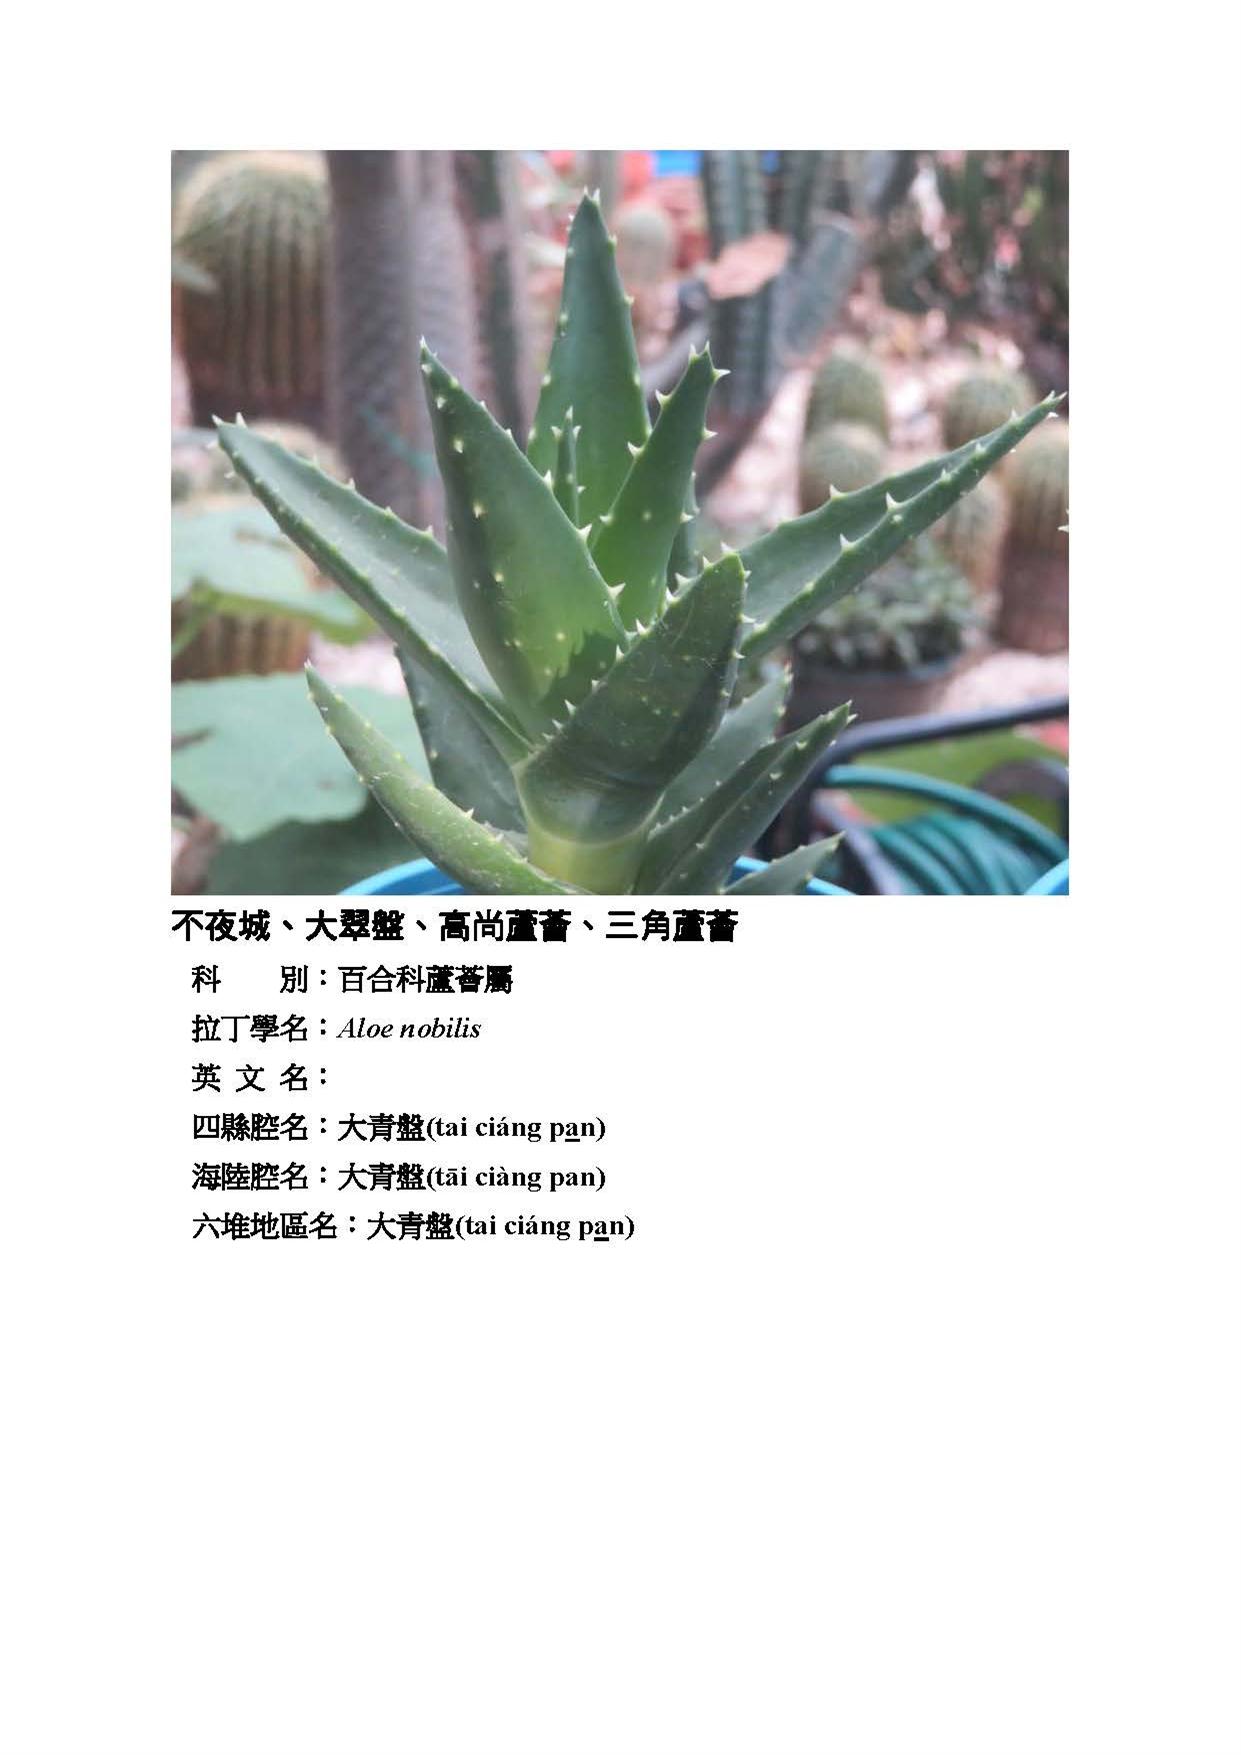 不夜城、大翠盤、高尚蘆薈、三角蘆薈
科　　別：百合科蘆薈屬
拉丁學名：Aloe nobilis
英 文 名：
四縣腔名：大青盤(tai ciáng pan)
海陸腔名：大青盤(tāi ciàng pan)
六堆地區名：大青盤(tai ciáng pan)